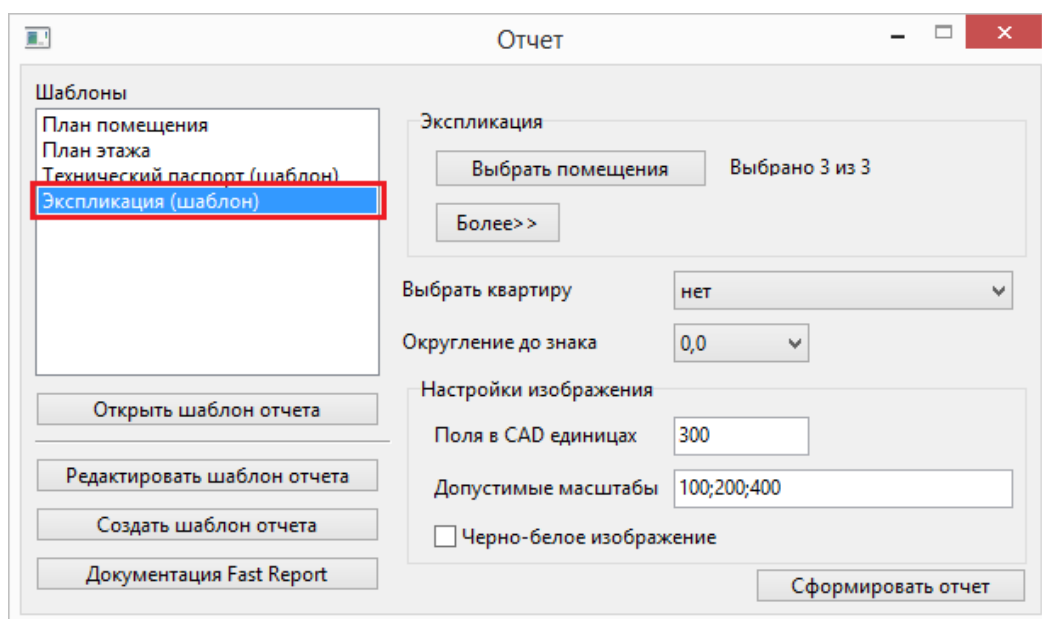 Отчет
Шаблоны
План помещения
План этажа
Технический паспорт (шаблон)
Экспликация (шаблон)
Открыть шаблон отчета
Редактировать шаблон отчета
Создать шаблон отчета
Документация Fast Report
Экспликация
Выбрать помещения Выбрано 3 из 3
Более>>
Выбрать квартиру нет
Округление до знака 0,0
Настройки изображения
Поля в CAD единицах 300
Допустимые масштабы 100;200;400
Черно-белое изображение
Сформировать отчет